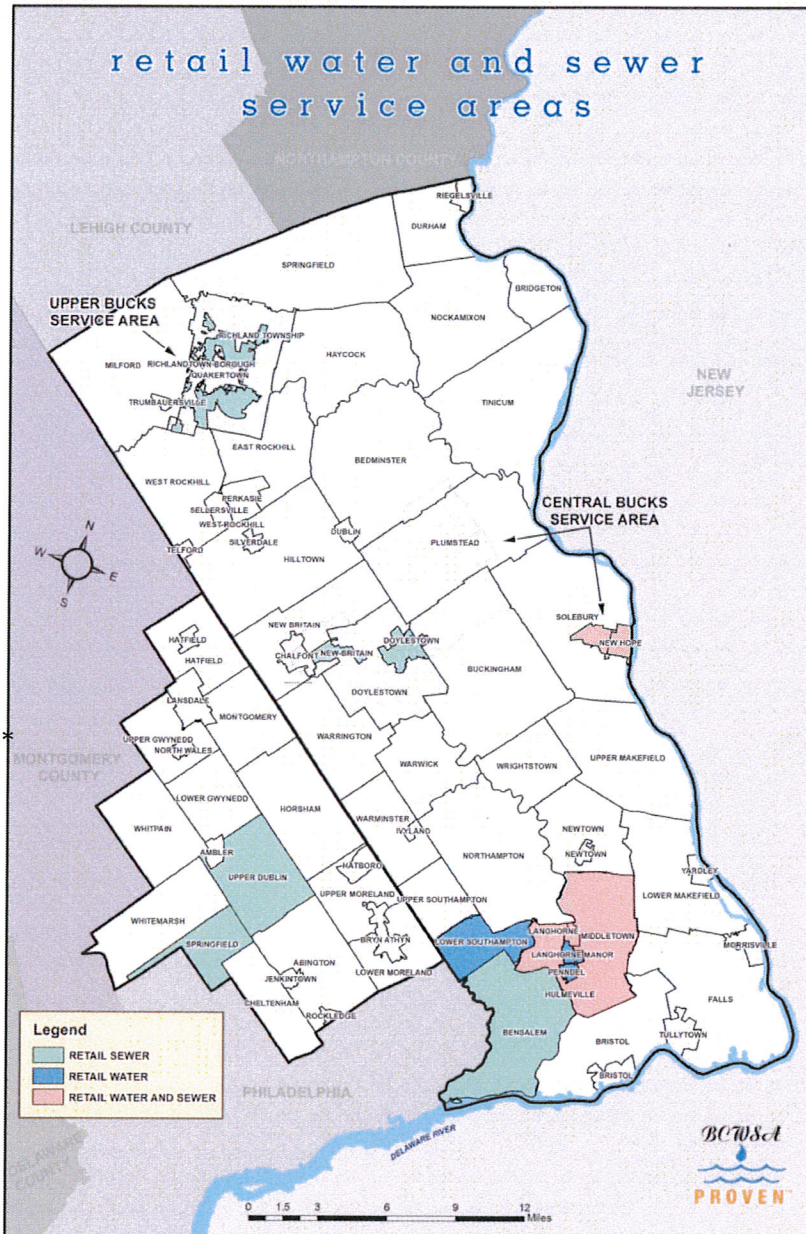 retail water and sewer
service areas
NORTHAMPTON COUNTY
LEHIGH COUNTY
RIEGELSVILLE
DURHAM
SPRINGFIELD
BRIDGETON
UPPER BUCKS
SERVICE AREA
NOCKAMIXON
RICHLAND TOWNSHIP
HAYCOCK
MILFORD
RICHLANDTOWN BOROUGH
QUAKERTOWN
NEW
JERSEY
TINICUM
TRUMBAUERSVILLE
EAST ROCKHILL
BEDMINSTER
WEST ROCKHILL
PERKASIE
SELLERSVILLE
WEST ROCKHILL
CENTRAL BUCKS
SERVICE AREA
DUBLIN
SILVERDALE
PLUMSTEAD
TELFORD
HILLTOWN
N
W
E
S
SOLEBURY
NEW BRITAIN
HATFIELD
DOYLESTOWN
NEW HOPE
CHALFONT
NEW BRITAIN
HATFIELD
BUCKINGHAM
DOYLESTOWN
LANSDALE
MONTGOMERY
WARRINGTON
UPPER GWYNEDD
NORTH WALES
UPPER MAKEFIELD
MONTGOMERY
COUNTY
WARWICK
WRIGHTSTOWN
LOWER GWYNEDD
HORSHAM
WHITPAIN
WARMINSTER
IVYLAND
NEWTOWN
AMBLER
NORTHAMPTON
NEWTOWN
HATBORO
YARDLEY
UPPER DUBLIN
UPPER MORELAND
UPPER SOUTHAMPTON
LOWER MAKEFIELD
WHITEMARSH
LANGHORNE
MIDDLETOWN
SPRINGFIELD
BRYN ATHYN
LOWER SOUTHAMPTON
MORRISVILLE
LANGHORNE MANOR
ABINGTON
PENNDEL
JENKINTOWN
LOWER MORELAND
CHELTENHAM
HULMEVILLE
FALLS
ROCKLEDGE
BENSALEM
BRISTOL
TULLYTOWN
BRISTOL
Legend
RETAIL SEWER
RETAIL WATER
RETAIL WATER AND SEWER
PHILADELPHIA
DELAWARE
COUNTY
DELAWARE RIVER
BCWSA
PROVEN™
0 1.5 3 6 9 12
Miles